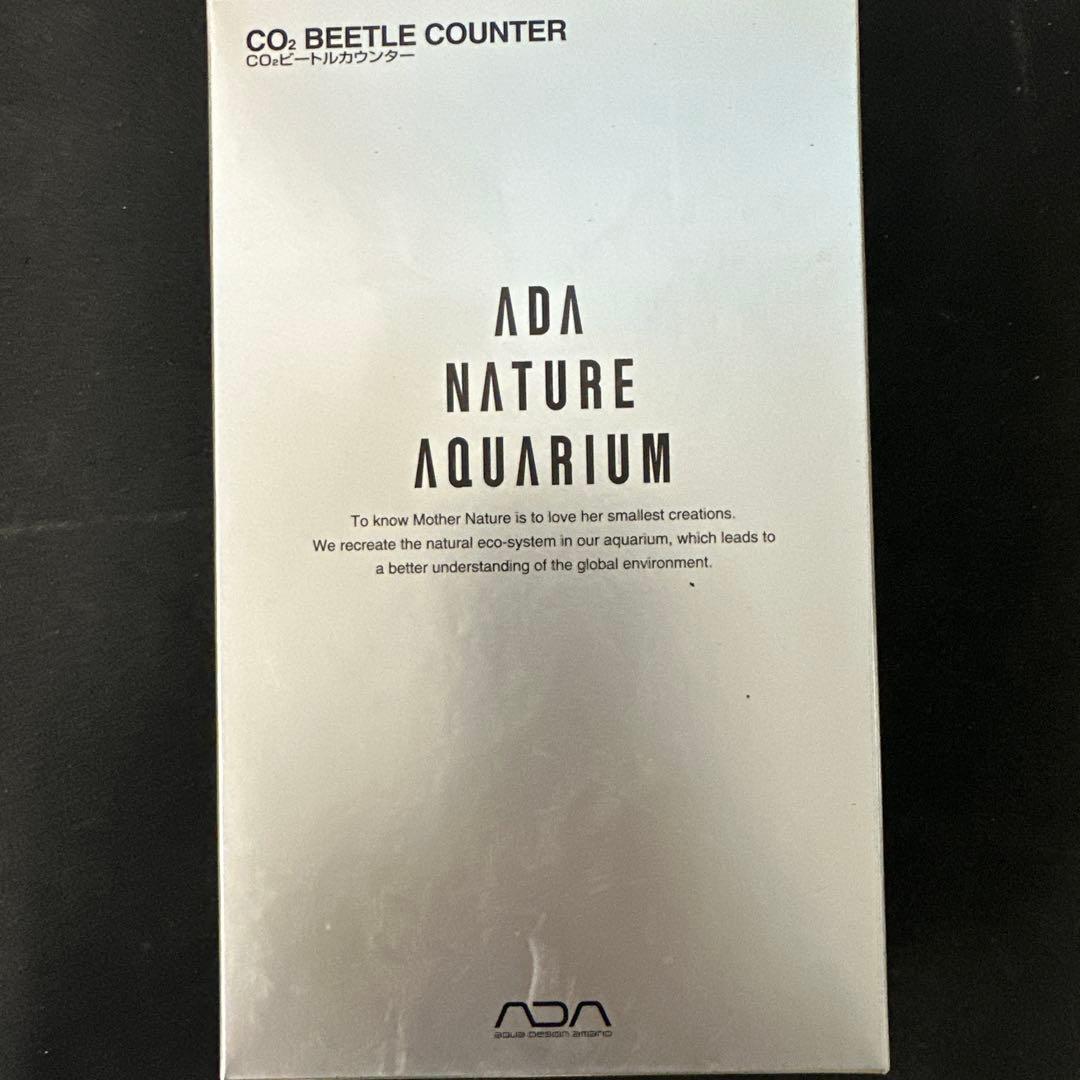 CO₂ BEETLE COUNTER
CO₂ビートルカウンター
ADA
NATURE
AQUARIUM
To know Mother Nature is to love her smallest creations.
We recreate the natural eco-system in our aquarium, which leads to
a better understanding of the global environment.
ADA
aqua design amano